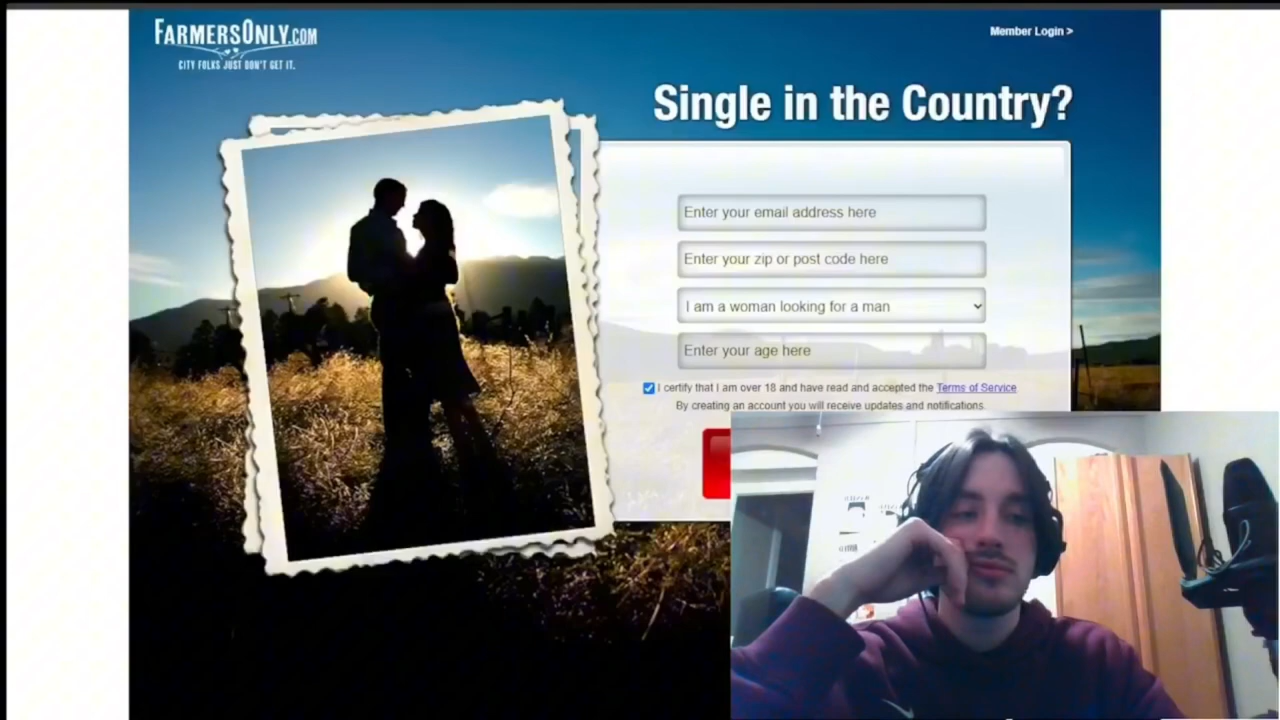 FARMERSONLY.COM
CITY FOLKS JUST DON'T GET IT.
Member Login >
Single in the Country?
Enter your email address here
Enter your zip or post code here
I am a woman looking for a man
Enter your age here
I certify that I am over 18 and have read and accepted the Terms of Service.
By creating an account you will receive updates and notifications.